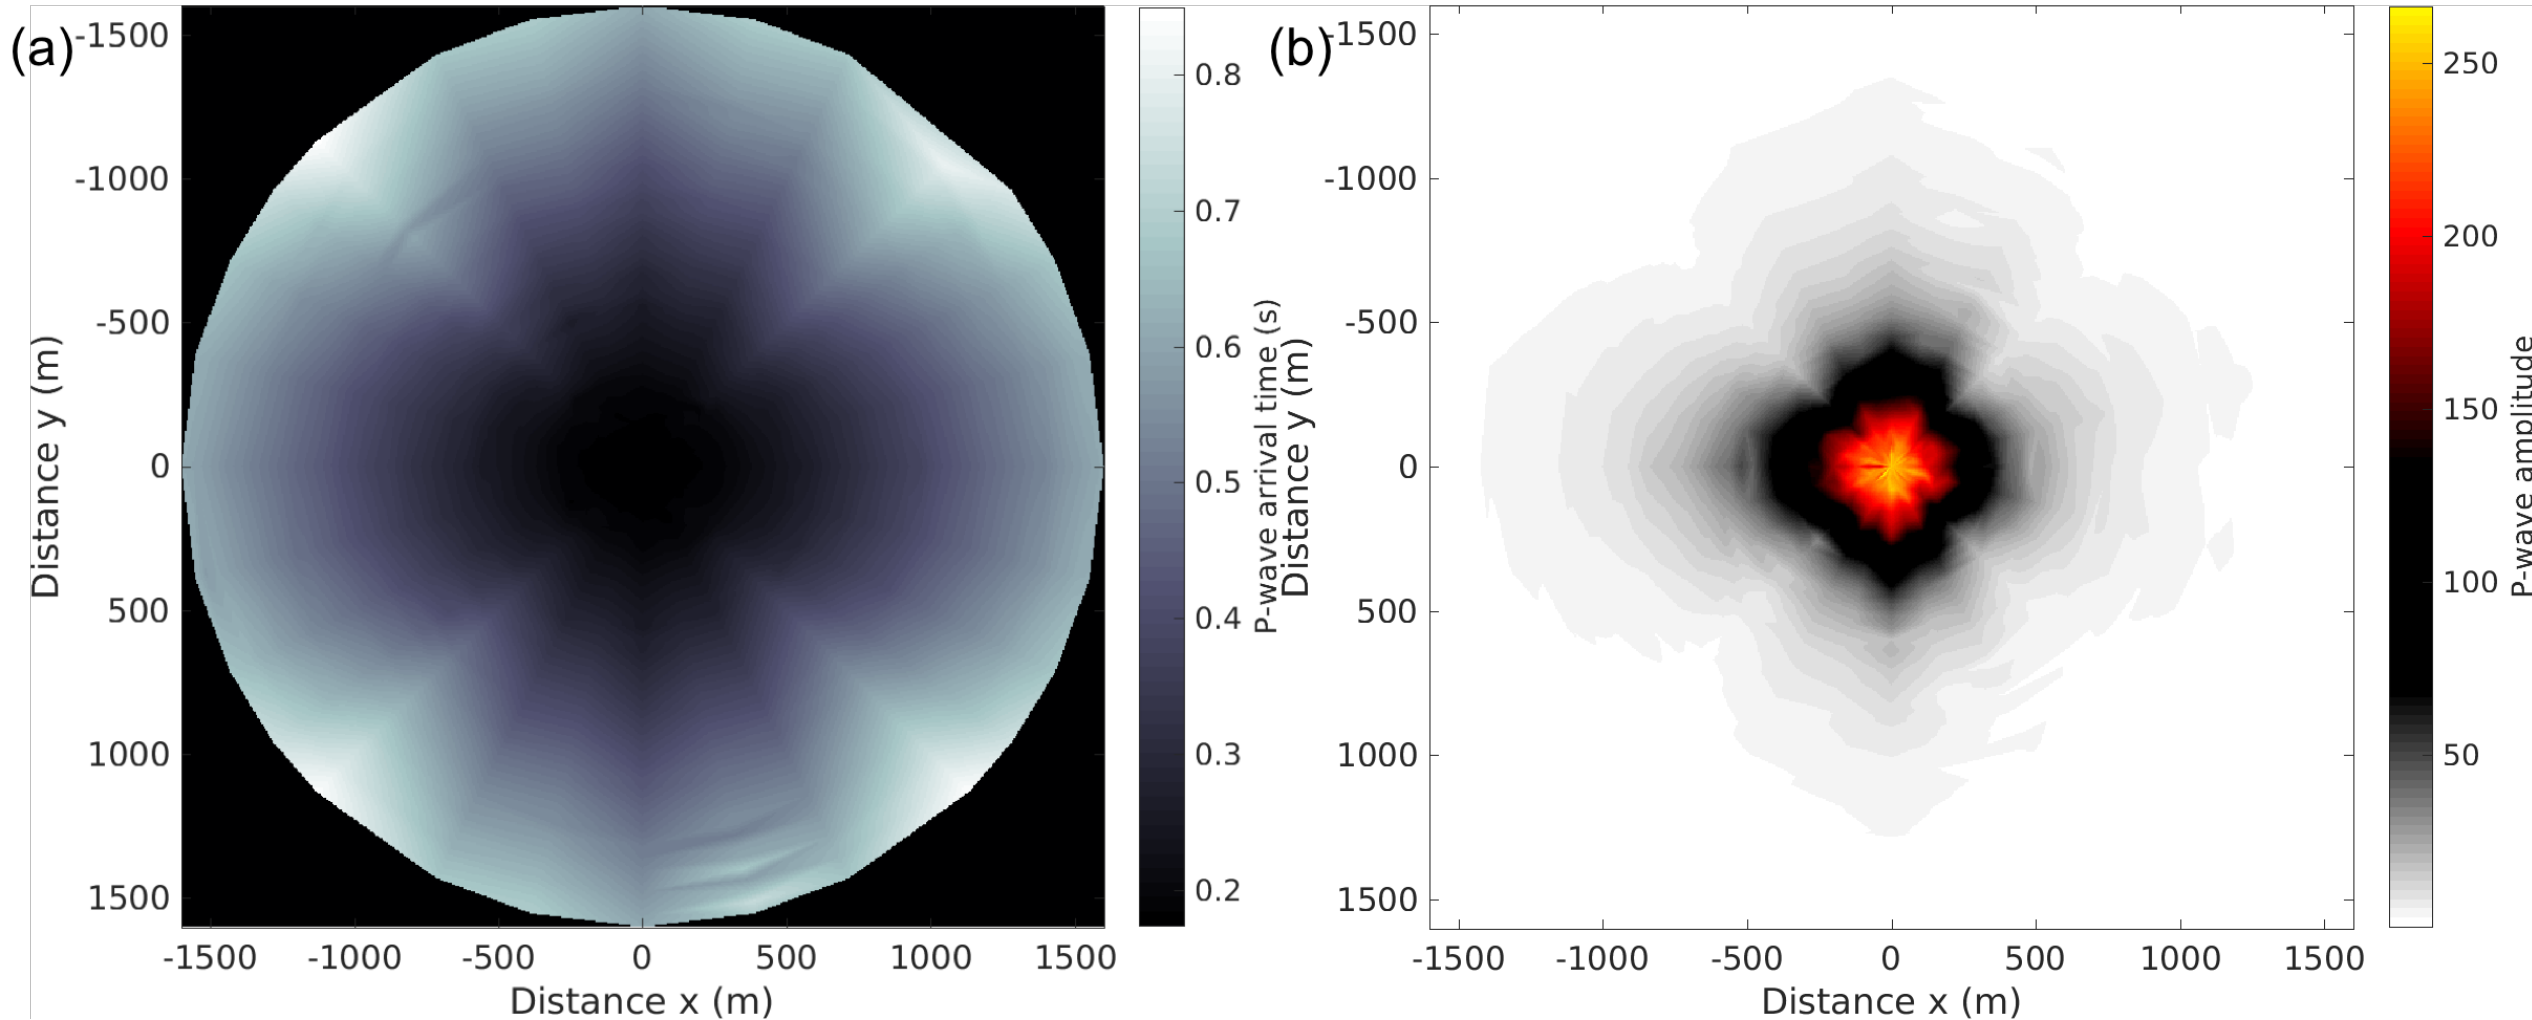 (a)
-1500
-1000
-500
0
500
1000
1500
Distance y (m)
-1500 -1000 -500 0 500 1000 1500
Distance x (m)
0.8
0.7
0.6
0.5
0.4
0.3
0.2
P-wave arrival time (s)
(b)
-1500
-1000
-500
0
500
1000
1500
Distance y (m)
-1500 -1000 -500 0 500 1000 1500
Distance x (m)
250
200
150
100
50
P-wave amplitude